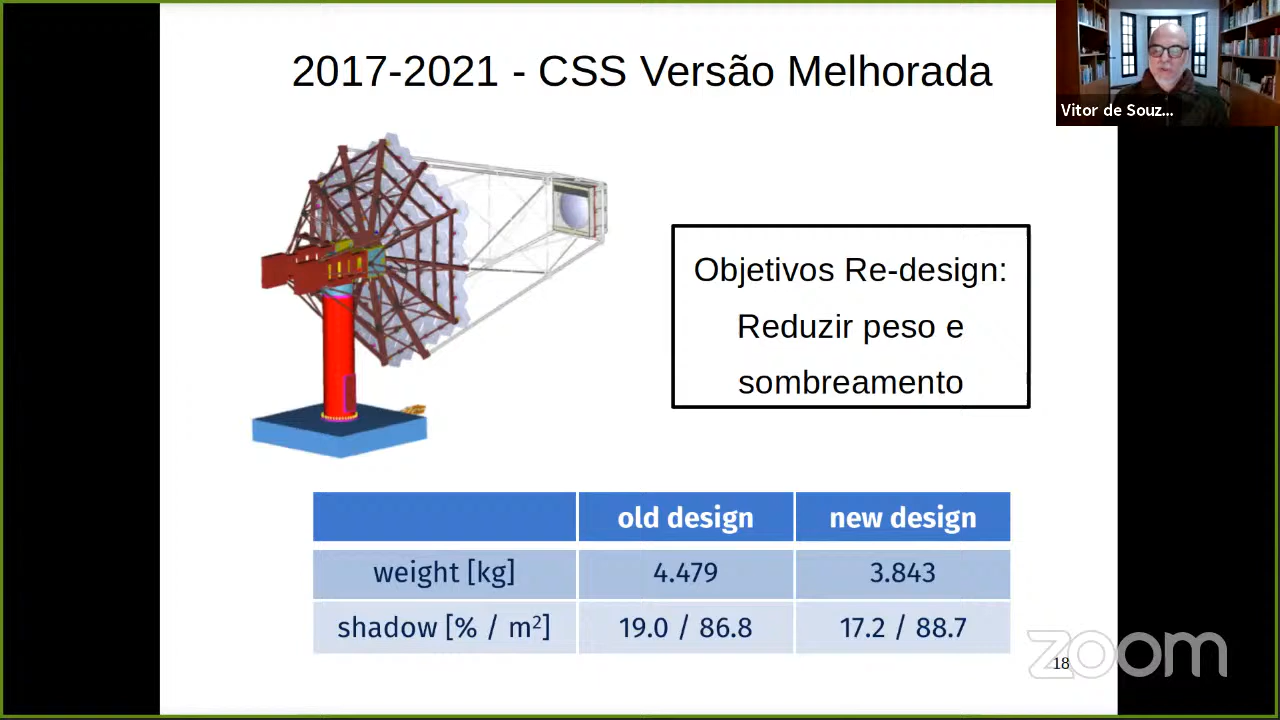 2017-2021 - CSS Versão Melhorada
Vitor de Souz...
Objetivos Re-design:
Reduzir peso e
sombreamento
old design new design
weight [kg] 4.479 3.843
shadow [% / m²] 19.0 / 86.8 17.2 / 88.7
zoom
18